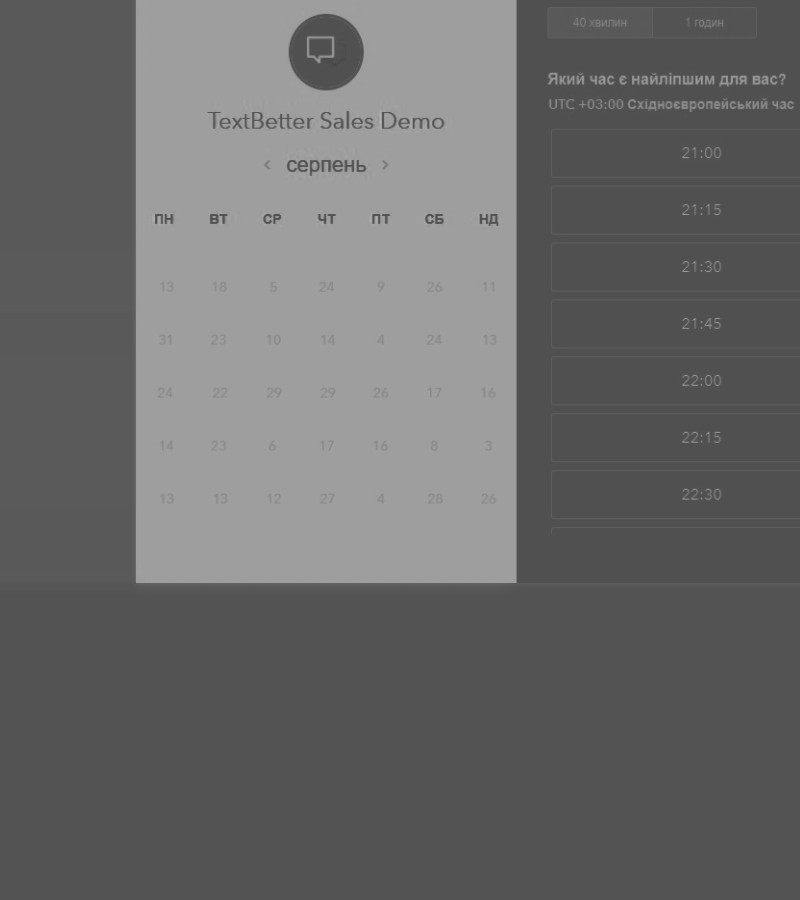 TextBetter Sales Demo
серпень
ПН ВТ СР ЧТ ПТ СБ НД
13 18 5 24 9 26 11
31 23 10 14 4 24 13
24 22 29 29 26 17 16
14 23 6 17 16 8 3
13 13 12 27 4 28 26
40 хвилин 1 годин
Який час є найліпшим для вас?
UTC +03:00 Східноєвропейський час
21:00
21:15
21:30
21:45
22:00
22:15
22:30